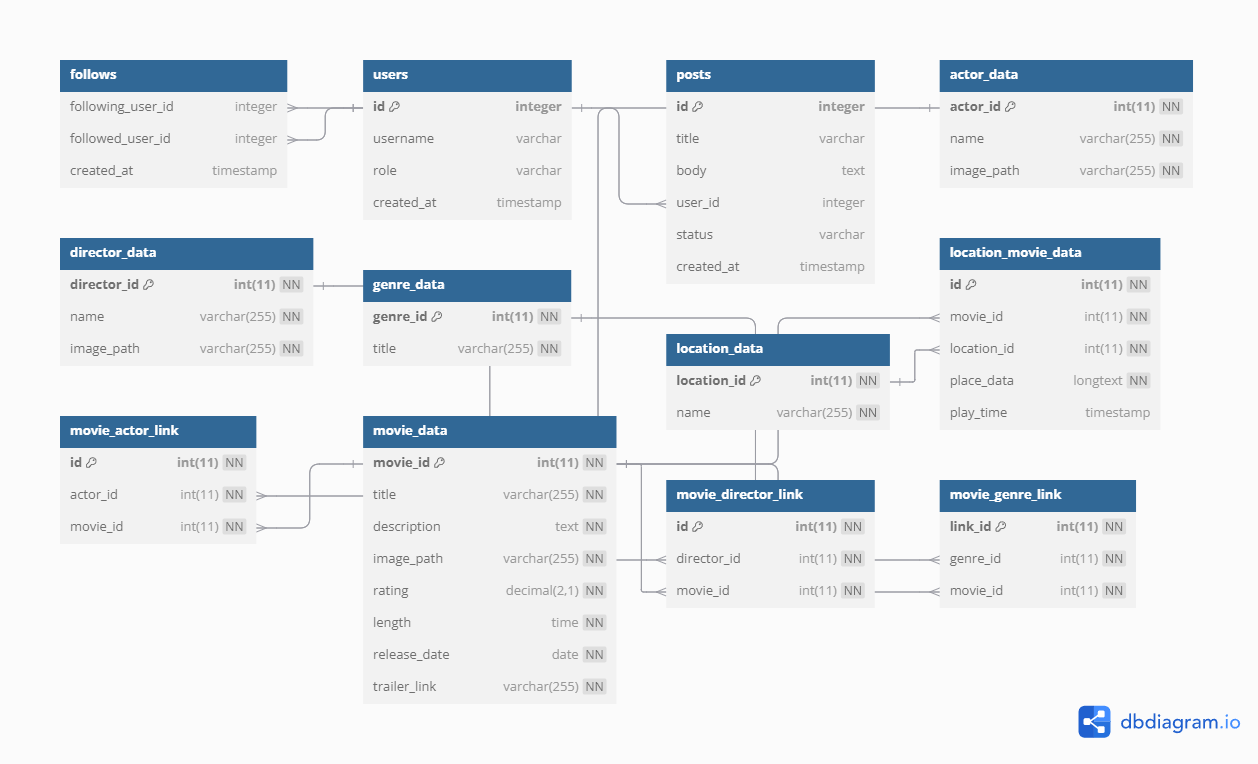 follows
following_user_id integer
followed_user_id integer
created_at timestamp
users
id integer
username varchar
role varchar
created_at timestamp
posts
id integer
title varchar
body text
user_id integer
status varchar
created_at timestamp
actor_data
actor_id int(11) NN
name varchar(255) NN
image_path varchar(255) NN
director_data
director_id int(11) NN
name varchar(255) NN
image_path varchar(255) NN
genre_data
genre_id int(11) NN
title varchar(255) NN
location_data
location_id int(11) NN
name varchar(255) NN
location_movie_data
id int(11) NN
movie_id int(11) NN
location_id int(11) NN
place_data longtext NN
play_time timestamp
movie_actor_link
id int(11) NN
actor_id int(11) NN
movie_id int(11) NN
movie_data
movie_id int(11) NN
title varchar(255) NN
description text NN
image_path varchar(255) NN
rating decimal(2,1) NN
length time NN
release_date date NN
trailer_link varchar(255) NN
movie_director_link
id int(11) NN
director_id int(11) NN
movie_id int(11) NN
movie_genre_link
link_id int(11) NN
genre_id int(11) NN
movie_id int(11) NN
dbdiagram.io